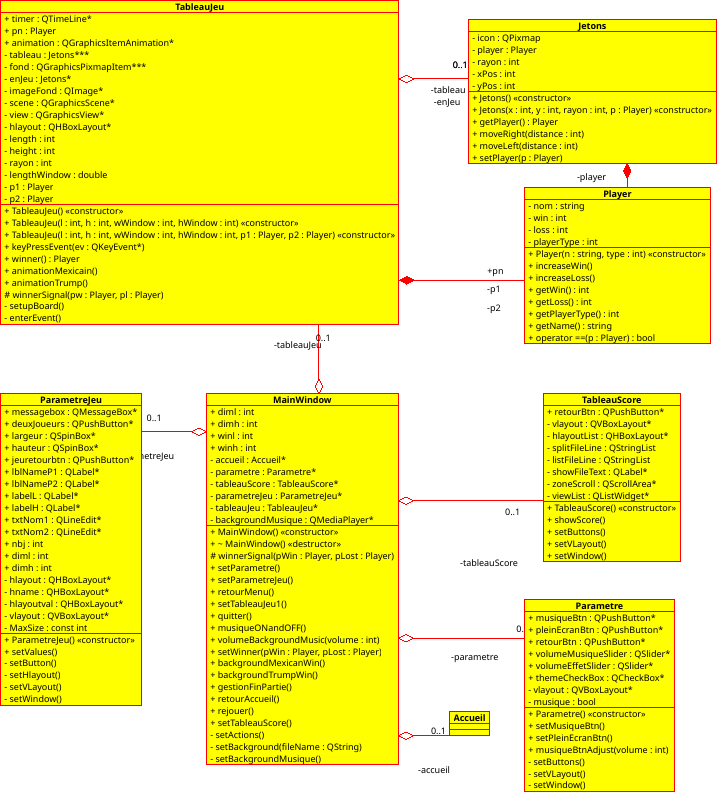 TableauJeu
+ timer : QTimeLine*
+ pn : Player
+ animation : QGraphicsItemAnimation*
- tableau : Jetons***
- fond : QGraphicsPixmapItem***
- enJeu : Jetons*
- imageFond : QImage*
- scene : QGraphicsScene*
- view : QGraphicsView*
- hlayout : QHBoxLayout*
- length : int
- height : int
- rayon : int
- lengthWindow : double
- p1 : Player
- p2 : Player
+ TableauJeu() «constructor»
+ TableauJeu(l : int, h : int, wWindow : int, hWindow : int) «constructor»
+ TableauJeu(l : int, h : int, wWindow : int, hWindow : int, p1 : Player, p2 : Player) «constructor»
+ keyPressEvent(ev : QKeyEvent*)
+ winner() : Player
+ animationMexicain()
+ animationTrump()
# winnerSignal(pw : Player, pl : Player)
- setupBoard()
- enterEvent()
0..1
-tableau
-enJeu
Jetons
- icon : QPixmap
- player : Player
- rayon : int
- xPos : int
- yPos : int
+ Jetons() «constructor»
+ Jetons(x : int, y : int, rayon : int, p : Player) «constructor»
+ getPlayer() : Player
+ moveRight(distance : int)
+ moveLeft(distance : int)
+ setPlayer(p : Player)
-player
Player
- nom : string
- win : int
- loss : int
- playerType : int
+ Player(n : string, type : int) «constructor»
+ increaseWin()
+ increaseLoss()
+ getWin() : int
+ getLoss() : int
+ getPlayerType() : int
+ getName() : string
+ operator ==(p : Player) : bool
+pn
-p1
-p2
0..1
-tableauJeu
ParametreJeu
+ messagebox : QMessageBox*
+ deuxJoueurs : QPushButton*
+ largeur : QSpinBox*
+ hauteur : QSpinBox*
+ jeuretourbtn : QPushButton*
+ lblNameP1 : QLabel*
+ lblNameP2 : QLabel*
+ labelL : QLabel*
+ labelH : QLabel*
+ txtNom1 : QLineEdit*
+ txtNom2 : QLineEdit*
+ nbj : int
+ diml : int
+ dimh : int
- hlayout : QHBoxLayout*
- hname : QHBoxLayout*
- hlayoutval : QHBoxLayout*
- vlayout : QVBoxLayout*
- MaxSize : const int
+ ParametreJeu() «constructor»
+ setValues()
- setButton()
- setHlayout()
- setVLayout()
- setWindow()
0..1
metreJeu
MainWindow
+ diml : int
+ dimh : int
+ winl : int
+ winh : int
- accueil : Accueil*
- parametre : Parametre*
- tableauScore : TableauScore*
- parametreJeu : ParametreJeu*
- tableauJeu : TableauJeu*
- backgroundMusique : QMediaPlayer*
+ MainWindow() «constructor»
+ ~ MainWindow() «destructor»
# winnerSignal(pWin : Player, pLost : Player)
+ setParametre()
+ setParametreJeu()
+ retourMenu()
+ setTableauJeu1()
+ quitter()
+ musiqueONandOFF()
+ volumeBackgroundMusic(volume : int)
+ setWinner(pWin : Player, pLost : Player)
+ backgroundMexicanWin()
+ backgroundTrumpWin()
+ gestionFinPartie()
+ retourAccueil()
+ rejouer()
+ setTableauScore()
- setActions()
- setBackground(fileName : QString)
- setBackgroundMusique()
TableauScore
+ retourBtn : QPushButton*
- vlayout : QVBoxLayout*
- hlayoutList : QHBoxLayout*
- splitFileLine : QStringList
- listFileLine : QStringList
- showFileText : QLabel*
- zoneScroll : QScrollArea*
- viewList : QListWidget*
+ TableauScore() «constructor»
+ showScore()
+ setButtons()
+ setVLayout()
+ setWindow()
0..1
-tableauScore
Parametre
+ musiqueBtn : QPushButton*
+ pleinEcranBtn : QPushButton*
+ retourBtn : QPushButton*
+ volumeMusiqueSlider : QSlider*
+ volumeEffetSlider : QSlider*
+ themeCheckBox : QCheckBox*
- vlayout : QVBoxLayout*
- musique : bool
+ Parametre() «constructor»
+ setMusiqueBtn()
+ setPleinEcranBtn()
+ musiqueBtnAdjust(volume : int)
- setButtons()
- setVLayout()
- setWindow()
0.
-parametre
Accueil
0..1
-accueil